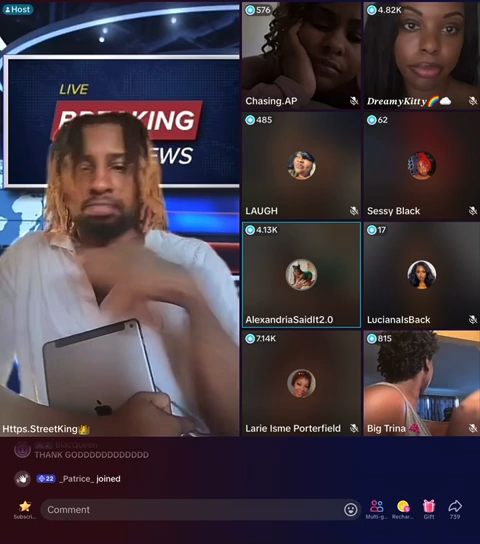 Host
LIVE
BREAKING
NEWS
Https.StreetKing👑
576
Chasing.AP
4.82K
DreamyKitty🌈☁️
485
LAUGH
62
Sessy Black
4.13K
AlexandriaSaidIt2.0
17
LucianaIsBack
7.14K
Larie Isme Porterfield
815
Big Trina
THANK GODDDDDDDDDDDD
22 _Patrice_ joined
Subscri...
Comment
Multi-g...
Rechar...
Gift
739